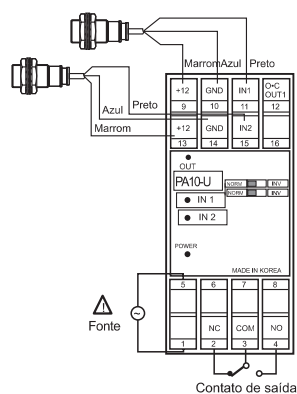 Marrom Azul Preto
+12 GND IN1 O•C OUT1
9 10 11 12
Azul Preto
Marrom
+12 GND IN2
13 14 15 16
OUT
PA10-U
NORM INV
NORM INV
IN 1
IN 2
POWER
MADE IN KOREA
5 6 7 8
Fonte
NC COM NO
1 2 3 4
Contato de saída